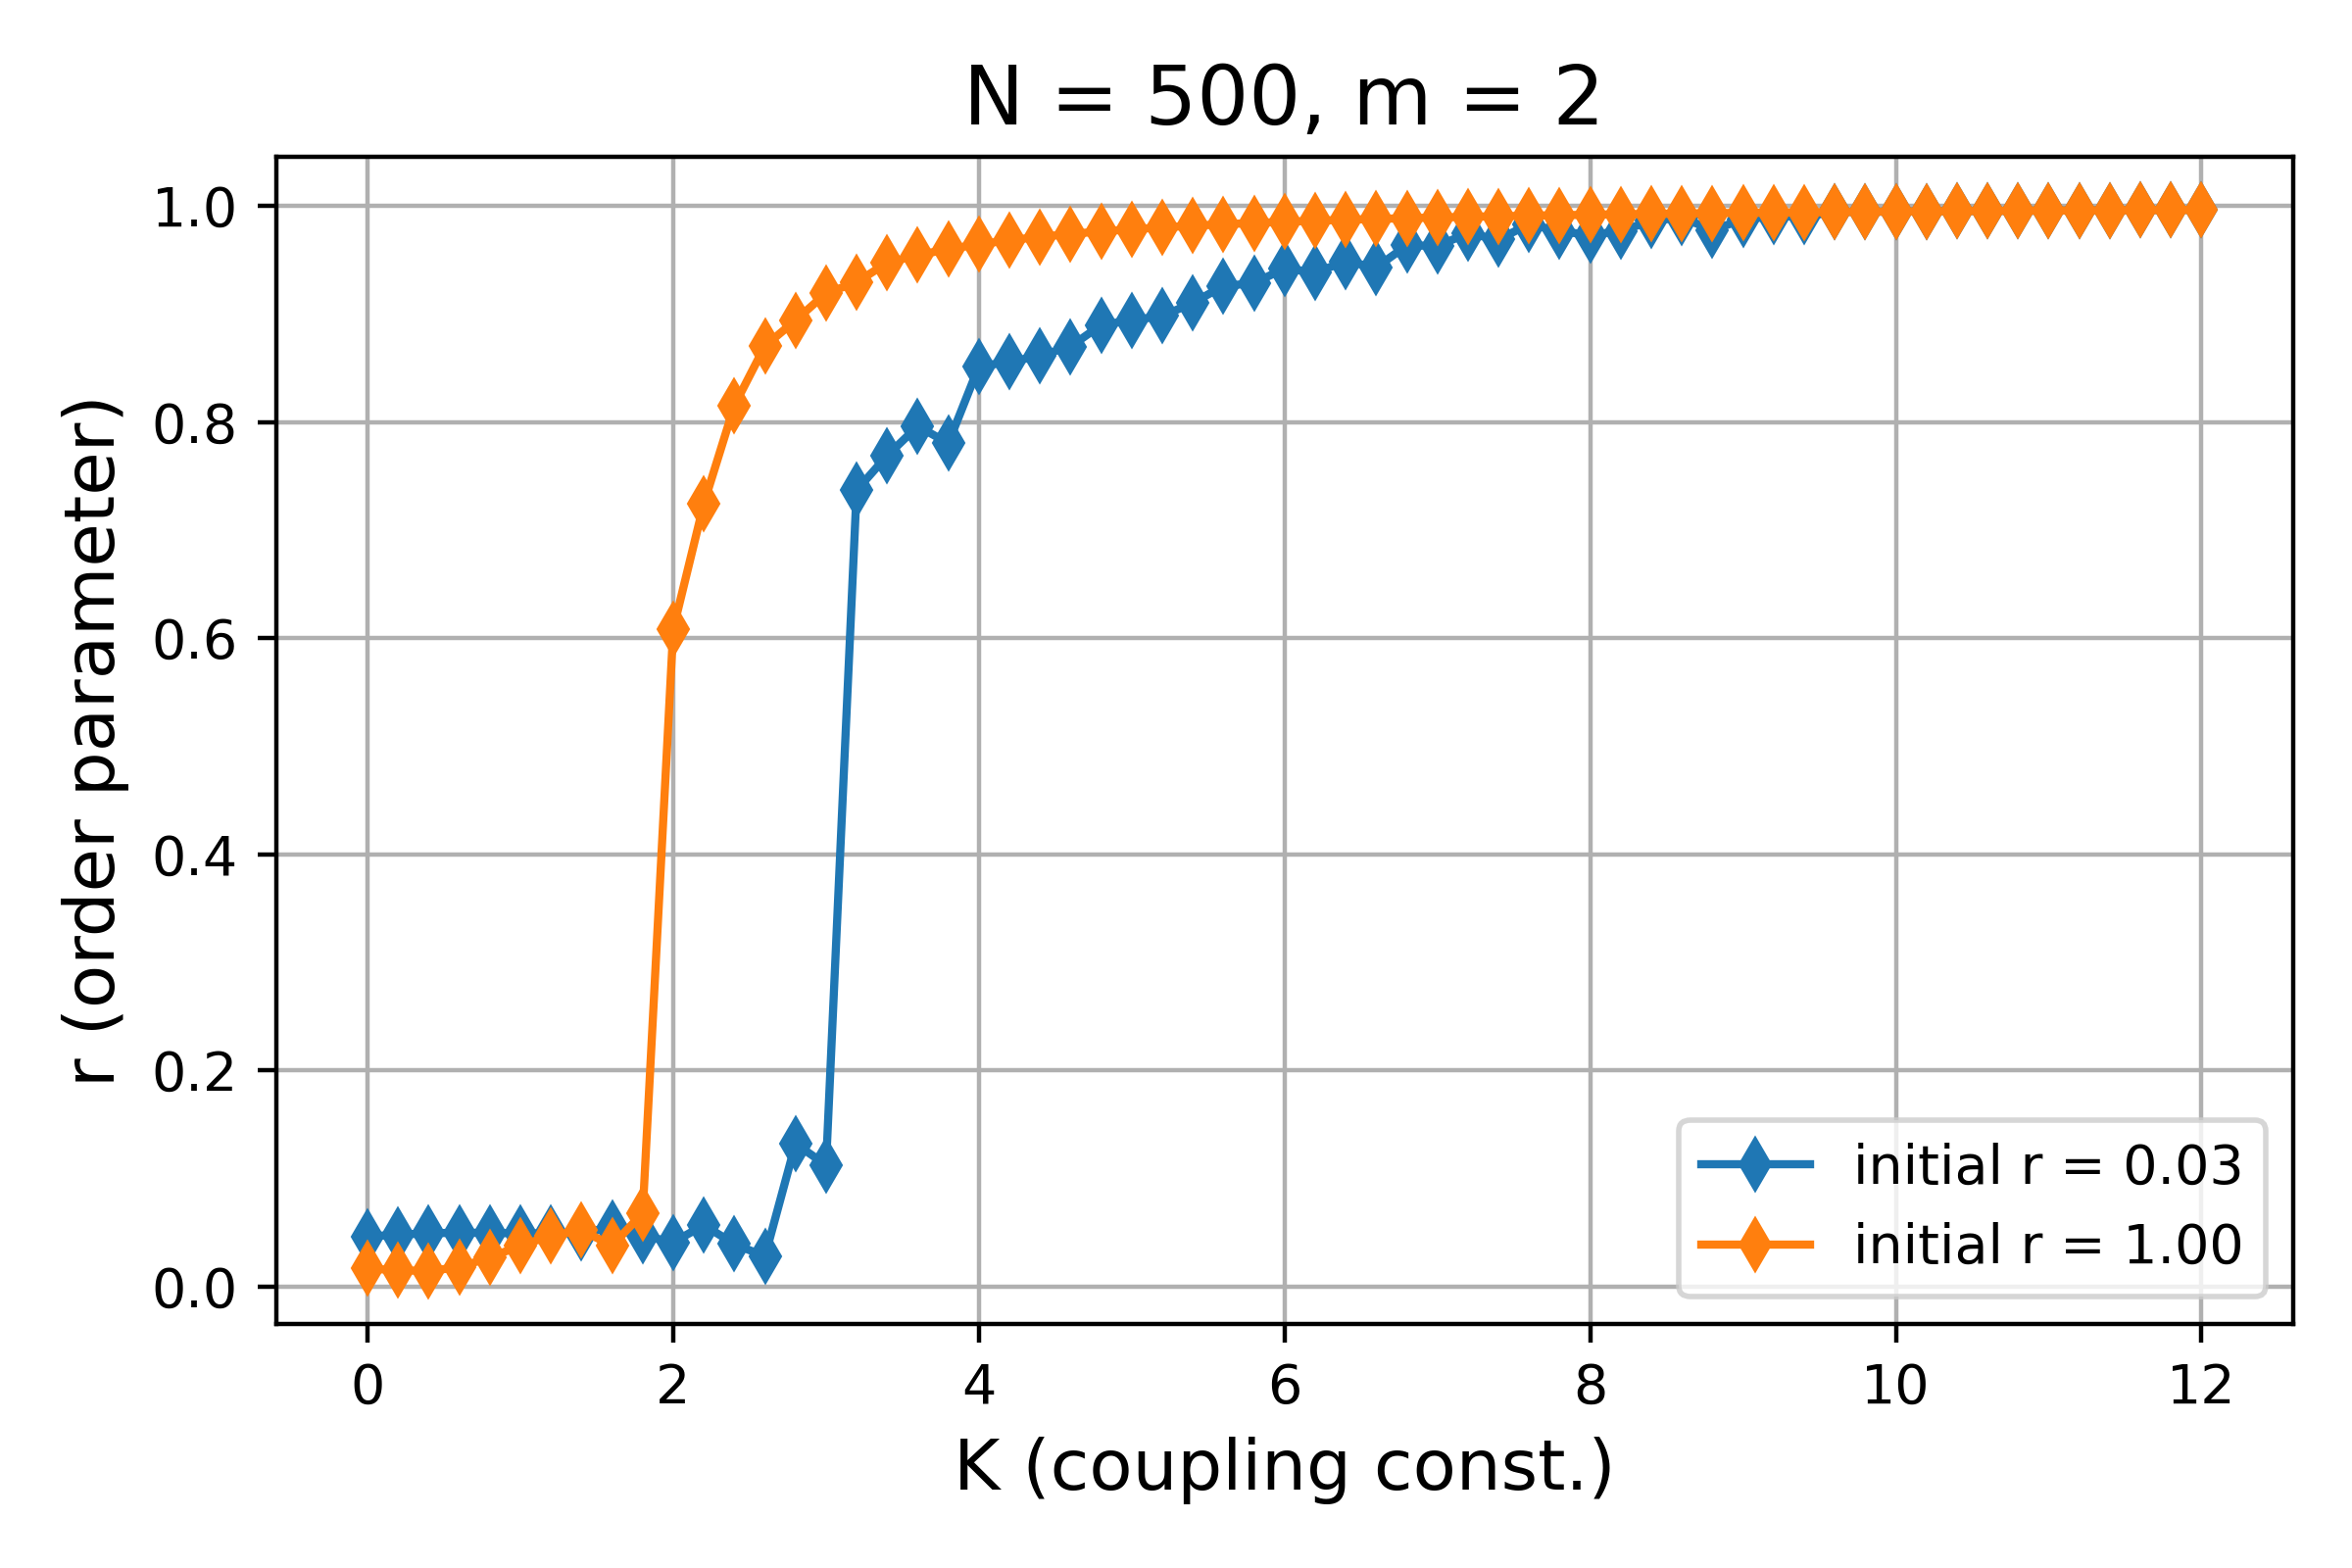 N = 500, m = 2
r (order parameter)
1.0
0.8
0.6
0.4
0.2
0.0
initial r = 0.03
initial r = 1.00
0 2 4 6 8 10 12
K (coupling const.)